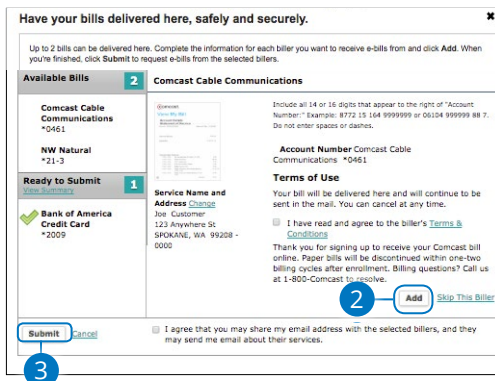 Have your bills delivered here, safely and securely.
Up to 2 bills can be delivered here. Complete the information for each biller you want to receive e-bills from and click Add. When
you're finished, click Submit to request e-bills from the selected billers.
Available Bills 2
Comcast Cable
Communications
*0461
NW Natural
*21-3
Ready to Submit 1
View Summary
Bank of America
Credit Card
*2009
Comcast Cable Communications
Service Name and
Address Change
Joe Customer
123 Anywhere St
SPOKANE, WA 99208 -
0000
Include all 14 or 16 digits that appear to the right of "Account
Number:" Example: 8772 15 164 9999999 or 06104 999999 88 7.
Do not enter spaces or dashes.
Account Number Comcast Cable
Communications *0461
Terms of Use
Your bill will be delivered here and will continue to be
sent in the mail. You can cancel at any time.
I have read and agree to the biller's Terms &
Conditions
Thank you for signing up to receive your Comcast bill
online. Paper bills will be discontinued within one-two
billing cycles after enrollment. Billing questions? Call us
at 1-800-Comcast to resolve.
2
Add Skip This Biller
Submit Cancel
I agree that you may share my email address with the selected billers, and they
may send me email about their services.
3